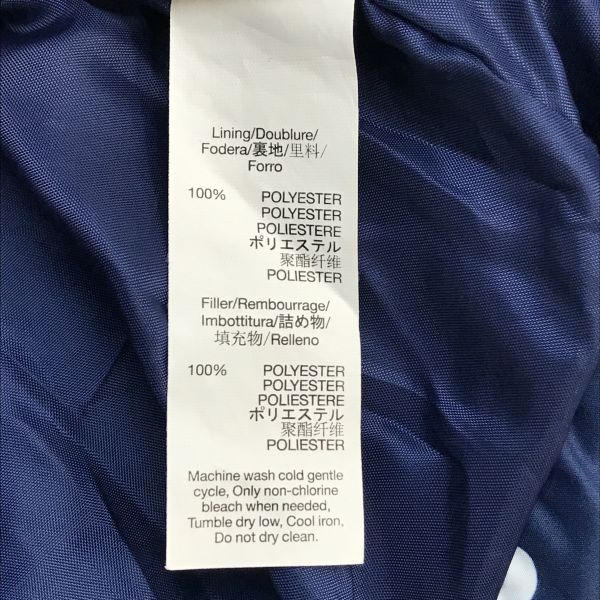 Lining/Doublure/
Fodera/裏地/里料/
Forro
100% POLYESTER
POLYESTER
POLIESTERE
ポリエステル
聚酯纤维
POLIESTER
Filler/Rembourrage/
Imbottitura/詰め物/
填充物/Relleno
100% POLYESTER
POLYESTER
POLIESTERE
ポリエステル
聚酯纤维
POLIESTER
Machine wash cold gentle
cycle, Only non-chlorine
bleach when needed,
Tumble dry low, Cool iron,
Do not dry clean.